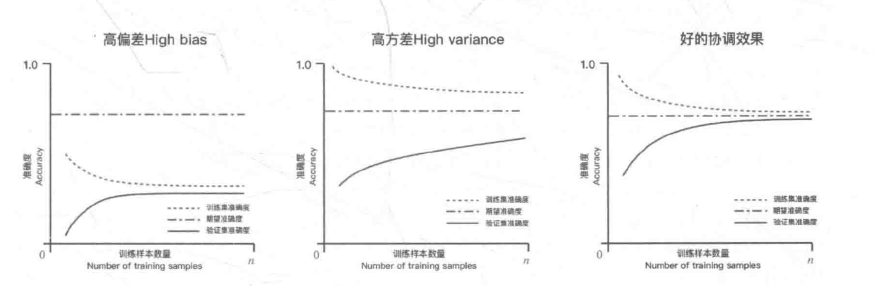 高偏差High bias
1.0
准确度
Accuracy
训练集准确度
期望准确度
验证集准确度
0
训练样本数量
n
Number of training samples
高方差High variance
1.0
准确度
Accuracy
训练集准确度
期望准确度
验证集准确度
0
训练样本数量
n
Number of training samples
好的协调效果
1.0
准确度
Accuracy
训练集准确度
期望准确度
验证集准确度
0
训练样本数量
n
Number of training samples